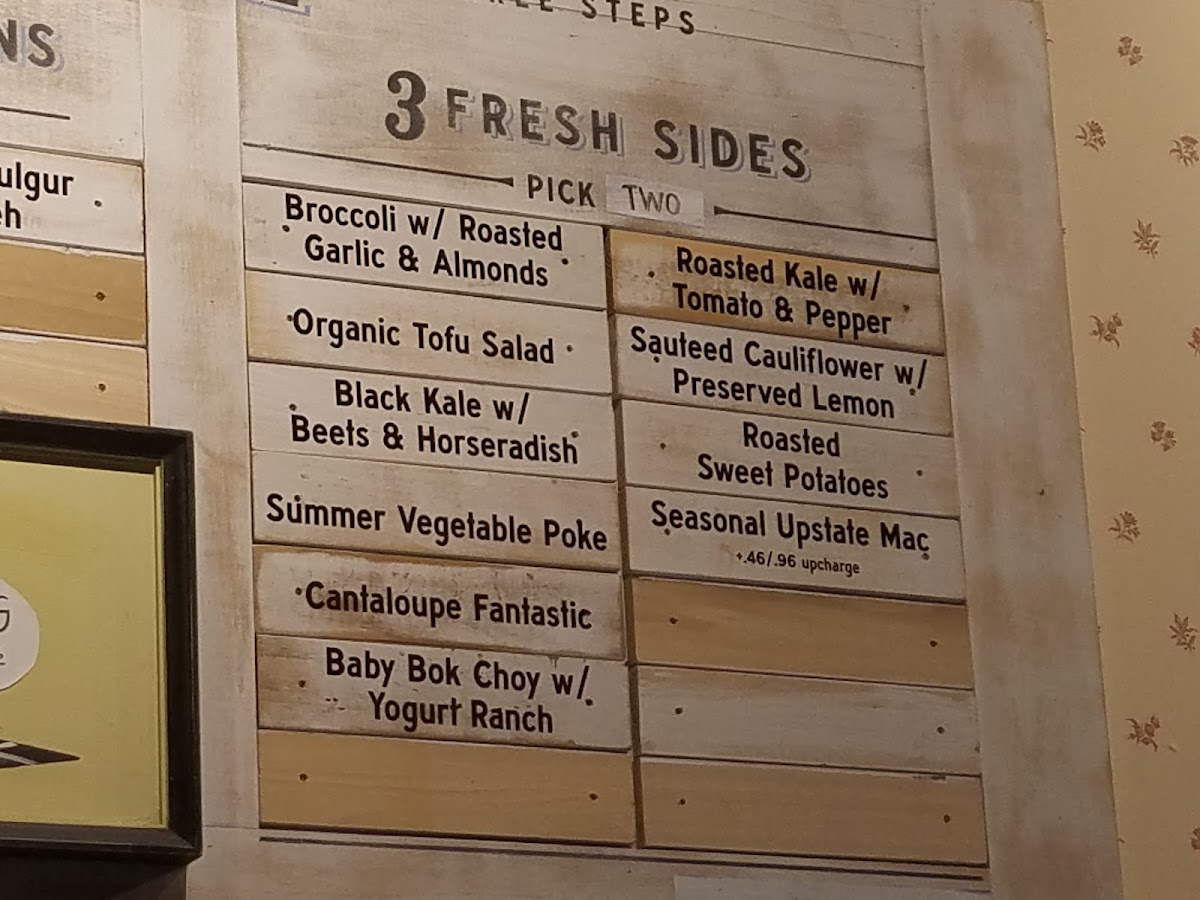 STEPS
3 FRESH SIDES
PICK TWO
Broccoli w/ Roasted
Garlic & Almonds
Organic Tofu Salad
Black Kale w/
Beets & Horseradish
Summer Vegetable Poke
Cantaloupe Fantastic
Baby Bok Choy w/
Yogurt Ranch
Roasted Kale w/
Tomato & Pepper
Sauteed Cauliflower w/
Preserved Lemon
Roasted
Sweet Potatoes
Seasonal Upstate Mac
+.46/.96 upcharge